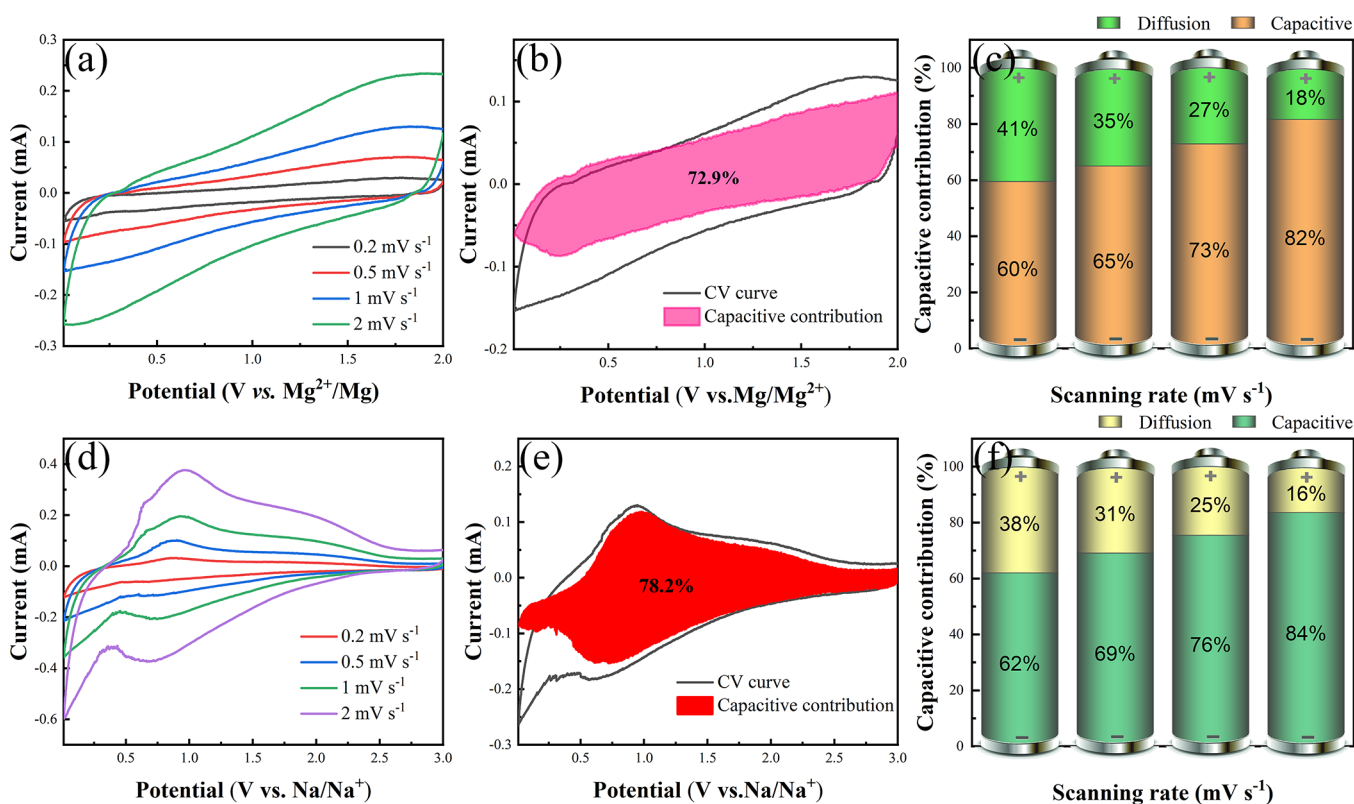 Diffusion Capacitive
(a)
0.3
0.2
0.1
0.0
-0.1
-0.2
-0.3
Current (mA)
0.2 mV s⁻¹
0.5 mV s⁻¹
1 mV s⁻¹
2 mV s⁻¹
0.5 1.0 1.5 2.0
Potential (V vs. Mg²⁺/Mg)
(b)
0.1
0.0
-0.1
-0.2
Current (mA)
72.9%
CV curve
Capacitive contribution
0.5 1.0 1.5 2.0
Potential (V vs.Mg/Mg²⁺)
(c)
100
80
60
40
20
0
Capacitive contribution (%)
+ + + +
41% 35% 27% 18%
60% 65% 73% 82%
- - - -
Scanning rate (mV s⁻¹)
(d)
0.4
0.2
0.0
-0.2
-0.4
-0.6
Current (mA)
0.2 mV s⁻¹
0.5 mV s⁻¹
1 mV s⁻¹
2 mV s⁻¹
0.5 1.0 1.5 2.0 2.5 3.0
Potential (V vs. Na/Na⁺)
(e)
0.2
0.1
0.0
-0.1
-0.2
-0.3
Current (mA)
78.2%
CV curve
Capacitive contribution
0.5 1.0 1.5 2.0 2.5 3.0
Potential (V vs.Na/Na⁺)
Diffusion Capacitive
(f)
100
80
60
40
20
0
Capacitive contribution (%)
+ + + +
38% 31% 25% 16%
62% 69% 76% 84%
- - - -
Scanning rate (mV s⁻¹)